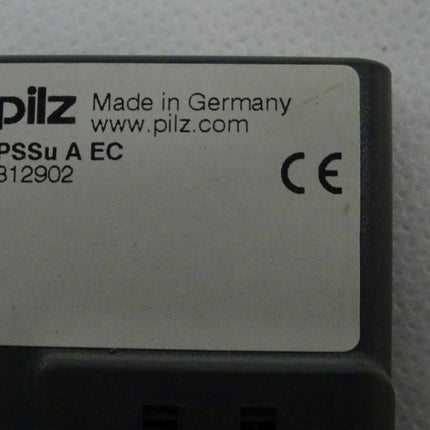 pilz Made in Germany
www.pilz.com
PSSu A EC
312902
CE